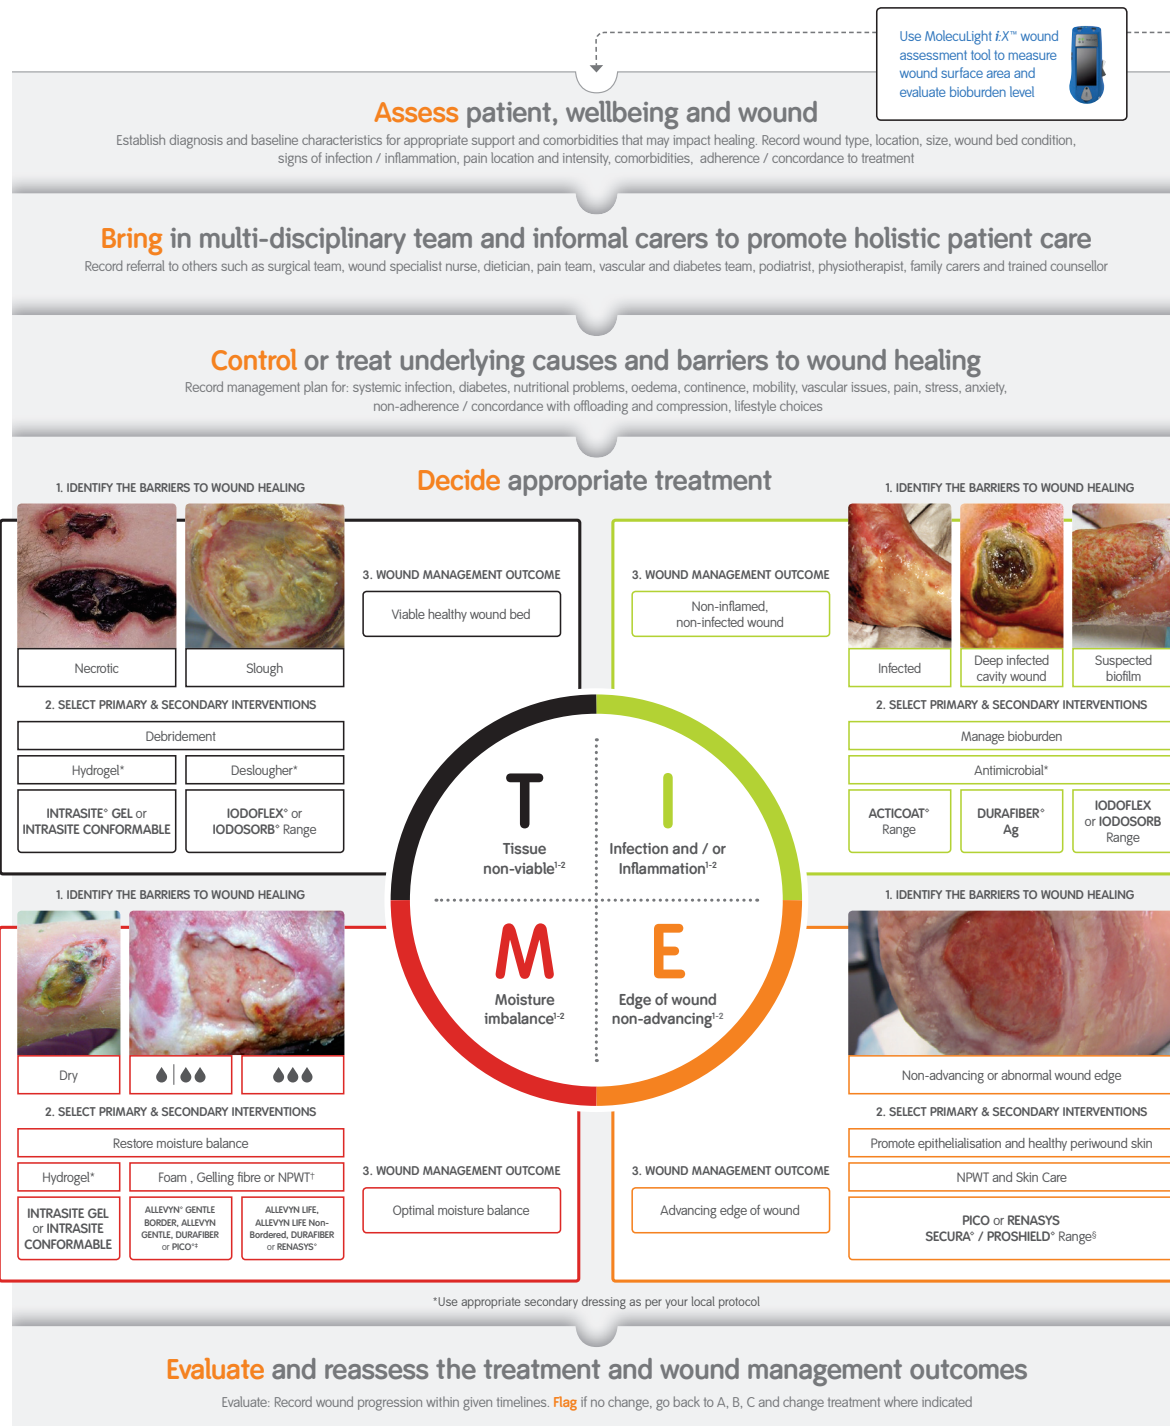 Use MolecuLight i:X™ wound
assessment tool to measure
wound surface area and
evaluate bioburden level
Assess patient, wellbeing and wound
Establish diagnosis and baseline characteristics for appropriate support and comorbidities that may impact healing. Record wound type, location, size, wound bed condition,
signs of infection / inflammation, pain location and intensity, comorbidities, adherence / concordance to treatment
Bring in multi-disciplinary team and informal carers to promote holistic patient care
Record referral to others such as surgical team, wound specialist nurse, dietician, pain team, vascular and diabetes team, podiatrist, physiotherapist, family carers and trained counsellor
Control or treat underlying causes and barriers to wound healing
Record management plan for: systemic infection, diabetes, nutritional problems, oedema, continence, mobility, vascular issues, pain, stress, anxiety,
non-adherence / concordance with offloading and compression, lifestyle choices
Decide appropriate treatment
1. IDENTIFY THE BARRIERS TO WOUND HEALING
Necrotic
Slough
2. SELECT PRIMARY & SECONDARY INTERVENTIONS
Debridement
Hydrogel*
Deslougher*
INTRASITE° GEL or
INTRASITE CONFORMABLE
IODOFLEX° or
IODOSORB° Range
3. WOUND MANAGEMENT OUTCOME
Viable healthy wound bed
T
Tissue
non-viable1-2
3. WOUND MANAGEMENT OUTCOME
Non-inflamed,
non-infected wound
1. IDENTIFY THE BARRIERS TO WOUND HEALING
Infected
Deep infected
cavity wound
Suspected
biofilm
2. SELECT PRIMARY & SECONDARY INTERVENTIONS
Manage bioburden
Antimicrobial*
ACTICOAT°
Range
DURAFIBER°
Ag
IODOFLEX
or IODOSORB
Range
I
Infection and / or
Inflammation1-2
1. IDENTIFY THE BARRIERS TO WOUND HEALING
Dry
2. SELECT PRIMARY & SECONDARY INTERVENTIONS
Restore moisture balance
Hydrogel*
Foam , Gelling fibre or NPWT†
INTRASITE GEL
or INTRASITE
CONFORMABLE
ALLEVYN° GENTLE
BORDER, ALLEVYN
GENTLE, DURAFIBER
or PICO°‡
ALLEVYN LIFE,
ALLEVYN LIFE Non-
Bordered, DURAFIBER
or RENASYS°
3. WOUND MANAGEMENT OUTCOME
Optimal moisture balance
M
Moisture
imbalance1-2
E
Edge of wound
non-advancing1-2
3. WOUND MANAGEMENT OUTCOME
Advancing edge of wound
1. IDENTIFY THE BARRIERS TO WOUND HEALING
Non-advancing or abnormal wound edge
2. SELECT PRIMARY & SECONDARY INTERVENTIONS
Promote epithelialisation and healthy periwound skin
NPWT and Skin Care
PICO or RENASYS
SECURA° / PROSHIELD° Range§
*Use appropriate secondary dressing as per your local protocol
Evaluate and reassess the treatment and wound management outcomes
Evaluate: Record wound progression within given timelines. Flag if no change, go back to A, B, C and change treatment where indicated